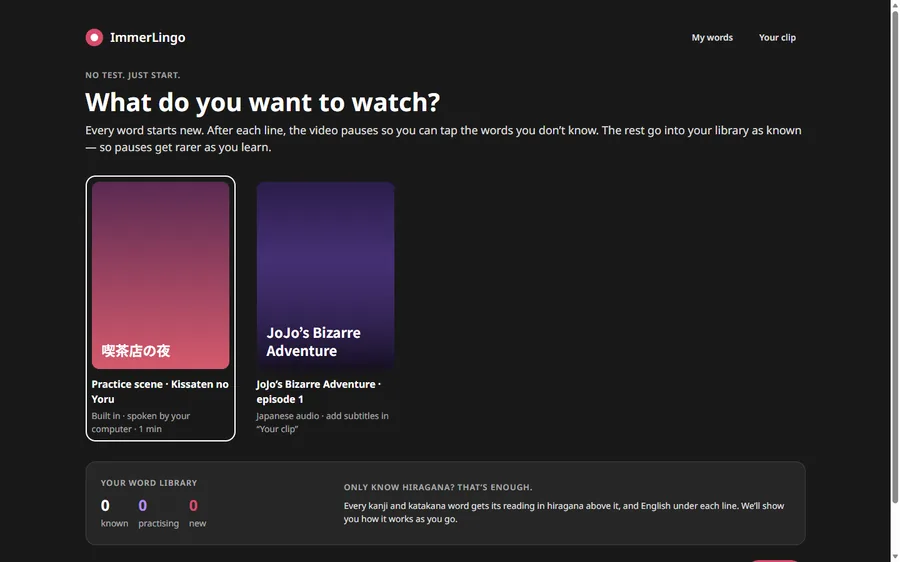 ImmerLingo
My words
Your clip
NO TEST. JUST START.
What do you want to watch?
Every word starts new. After each line, the video pauses so you can tap the words you don’t know. The rest go into your library as known
— so pauses get rarer as you learn.
喫茶店の夜
JoJo’s Bizarre
Adventure
Practice scene · Kissaten no
Yoru
Built in · spoken by your
computer · 1 min
JoJo’s Bizarre Adventure ·
episode 1
Japanese audio · add subtitles in
“Your clip”
YOUR WORD LIBRARY
0 0 0
known practising new
ONLY KNOW HIRAGANA? THAT’S ENOUGH.
Every kanji and katakana word gets its reading in hiragana above it, and English under each line. We’ll show
you how it works as you go.